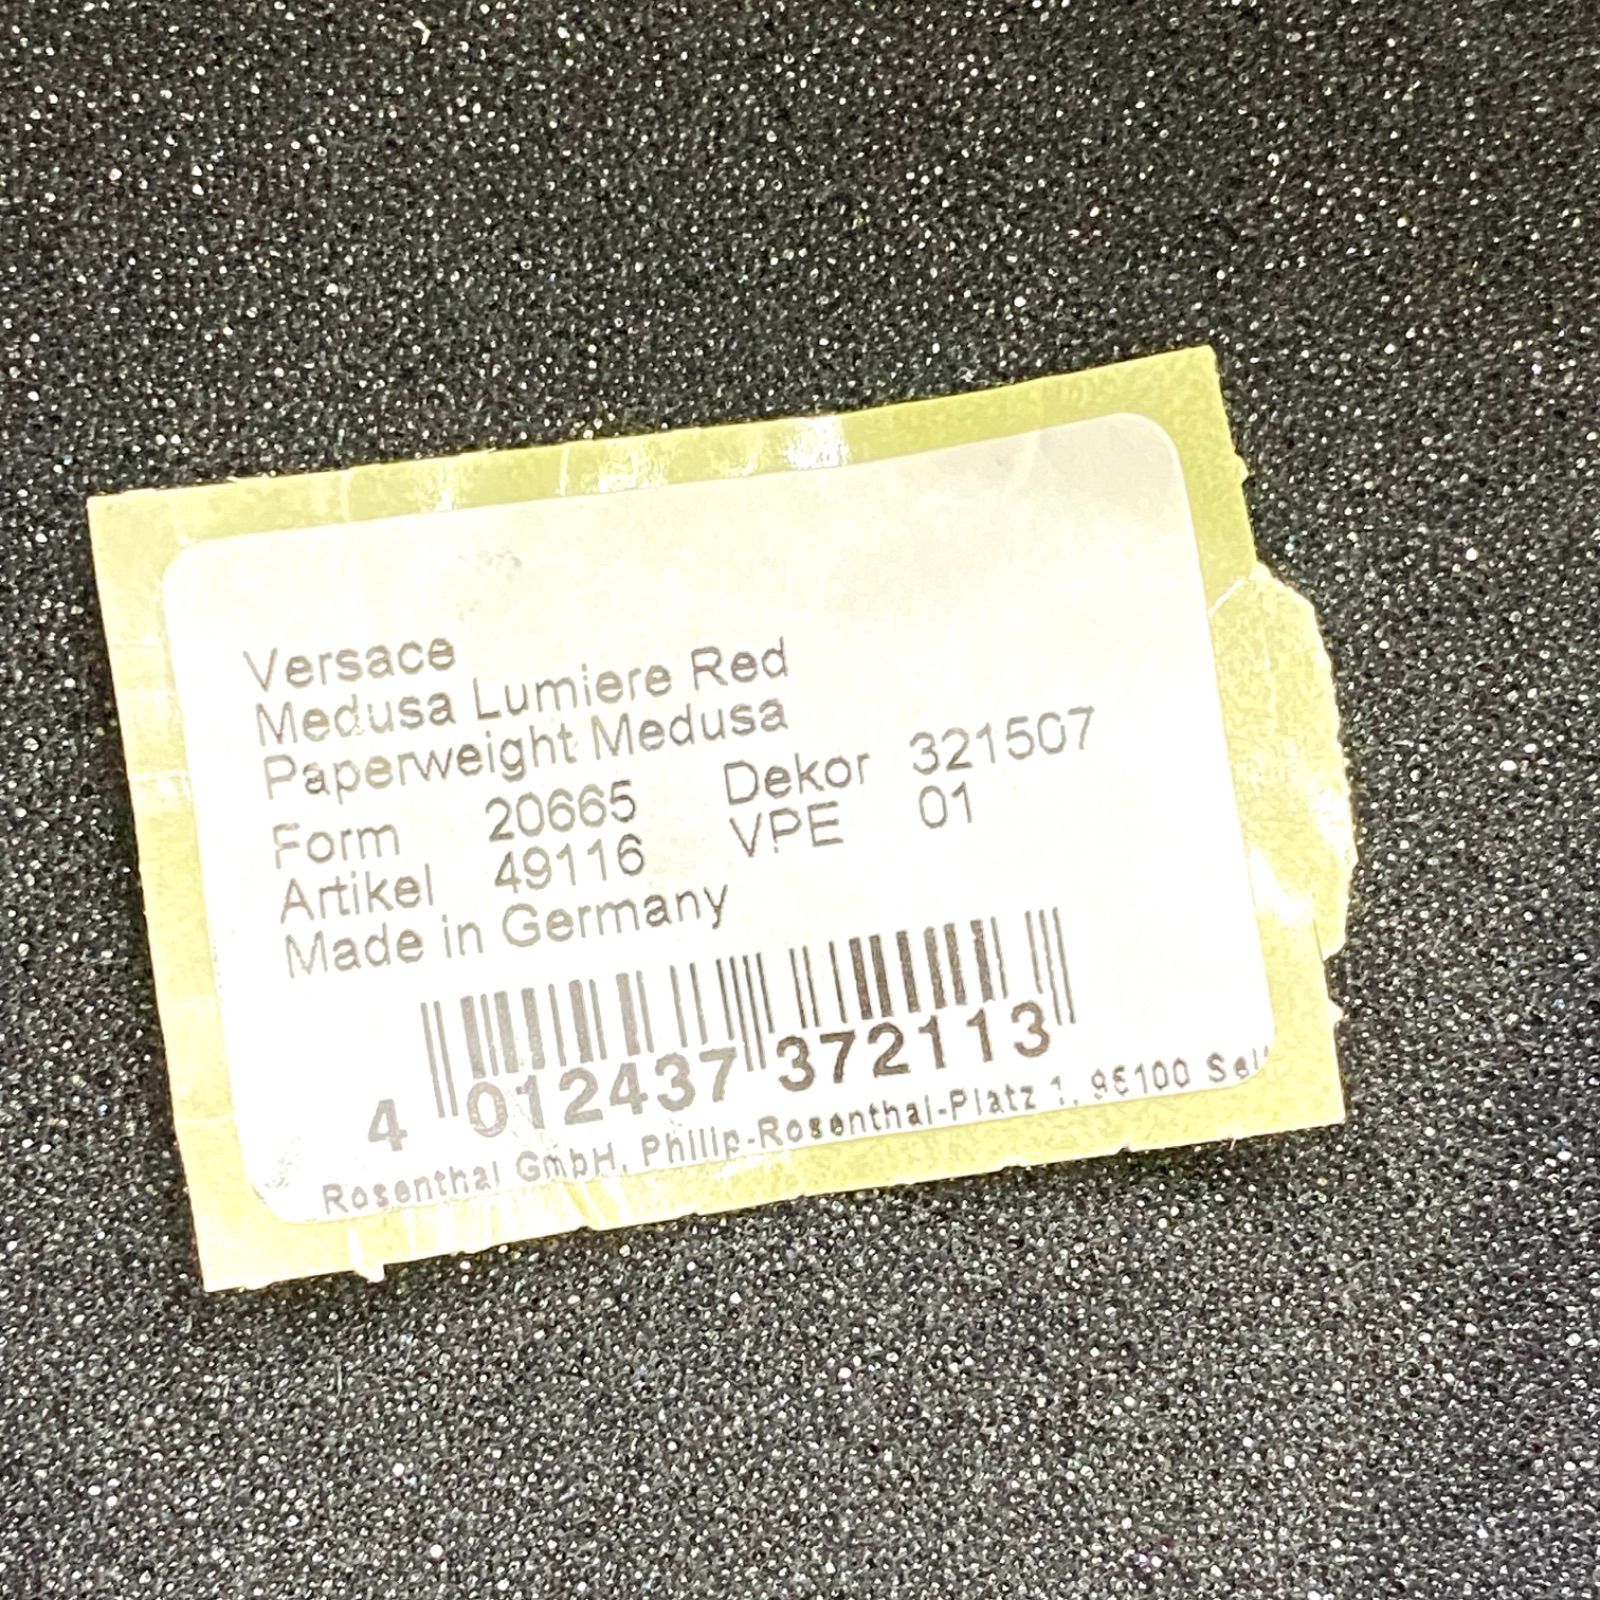 Versace
Medusa Lumiere Red
Paperweight Medusa
Form 20665 Dekor 321507
Artikel 49116 VPE 01
Made in Germany
4 012437 372113
Rosenthal GmbH, Philip-Rosenthal-Platz 1, 95100